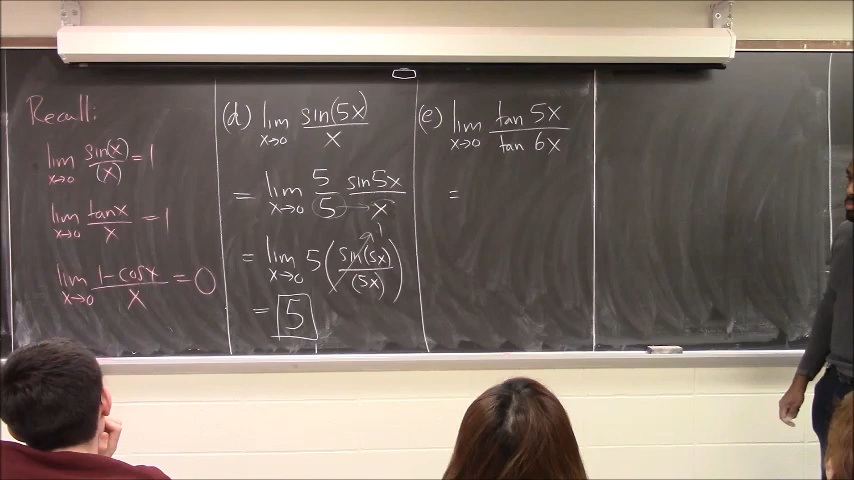 Recall:
lim x→0 sin(x)/(x) = 1
lim x→0 tanx/x = 1
lim x→0 1-cosx/x = 0
(d) lim x→0 sin(5x)/x
= lim x→0 5/5 sin5x/x
= lim x→0 5(sin(5x)/(5x)) 1
= 5
(e) lim x→0 tan 5x/tan 6x
=